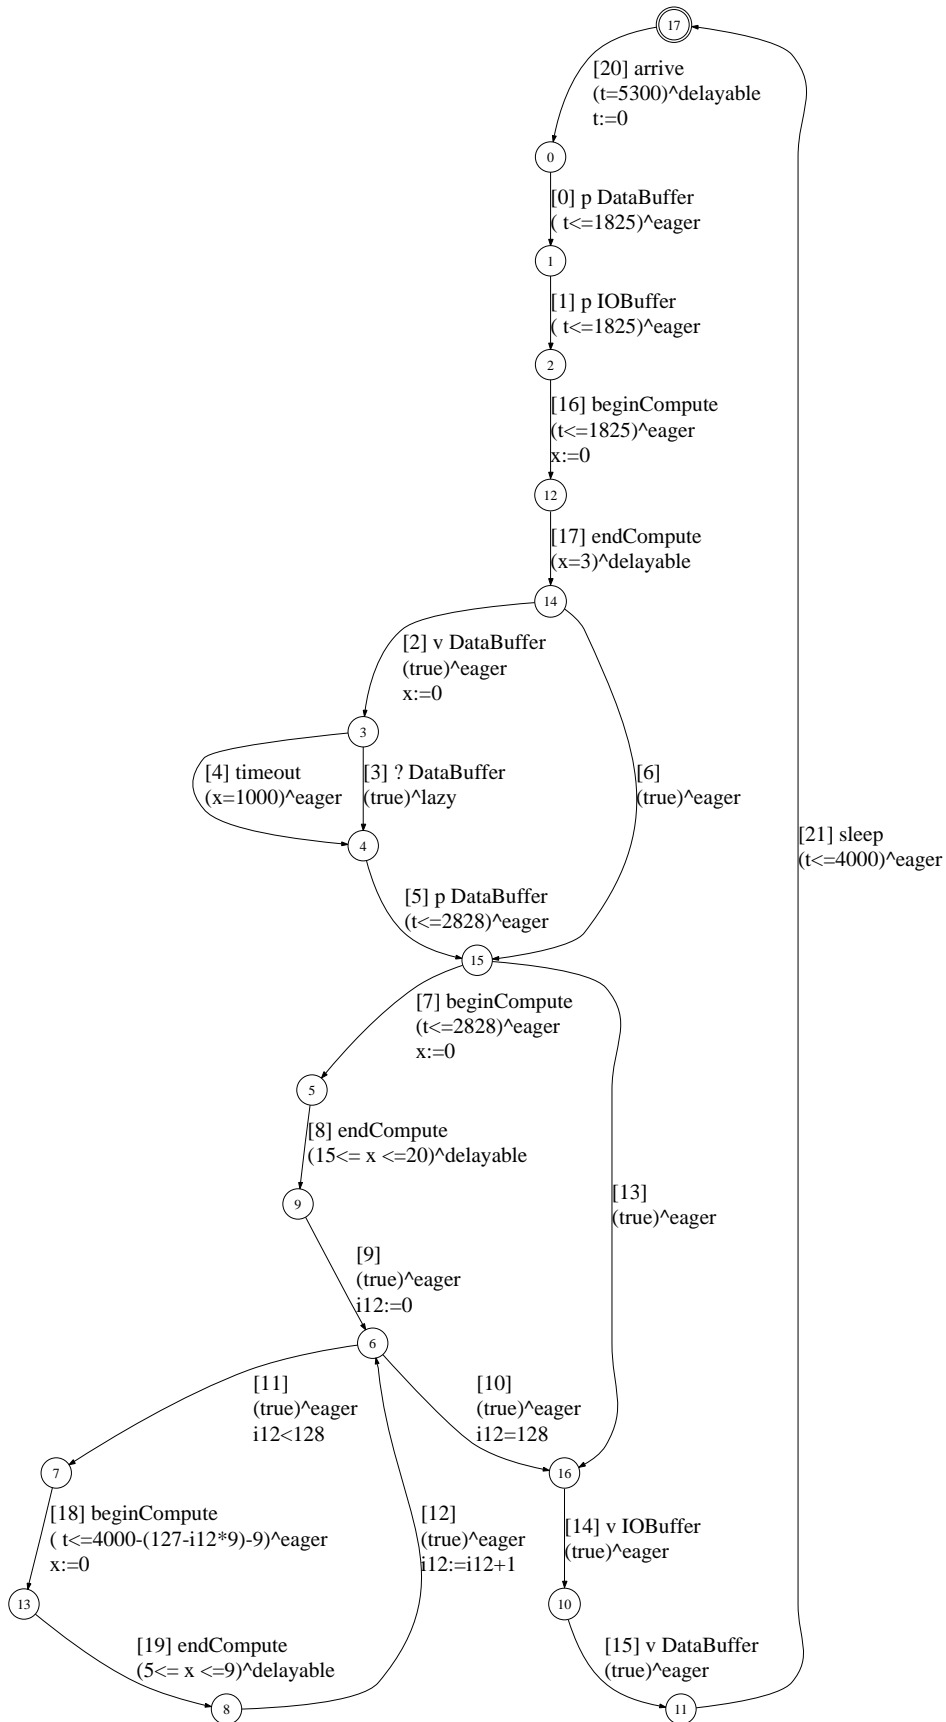 17
[20] arrive
(t=5300)^delayable
t:=0
0
[0] p DataBuffer
( t<=1825)^eager
1
[1] p IOBuffer
( t<=1825)^eager
2
[16] beginCompute
(t<=1825)^eager
x:=0
12
[17] endCompute
(x=3)^delayable
14
[2] v DataBuffer
(true)^eager
x:=0
3
[4] timeout
(x=1000)^eager
[3] ? DataBuffer
(true)^lazy
[6]
(true)^eager
4
[21] sleep
(t<=4000)^eager
[5] p DataBuffer
(t<=2828)^eager
15
[7] beginCompute
(t<=2828)^eager
x:=0
5
[8] endCompute
(15<= x <=20)^delayable
9
[13]
(true)^eager
[9]
(true)^eager
i12:=0
6
[11]
(true)^eager
i12<128
[10]
(true)^eager
i12=128
7
16
[18] beginCompute
( t<=4000-(127-i12*9)-9)^eager
x:=0
[12]
(true)^eager
i12:=i12+1
[14] v IOBuffer
(true)^eager
13
10
[19] endCompute
(5<= x <=9)^delayable
[15] v DataBuffer
(true)^eager
8
11